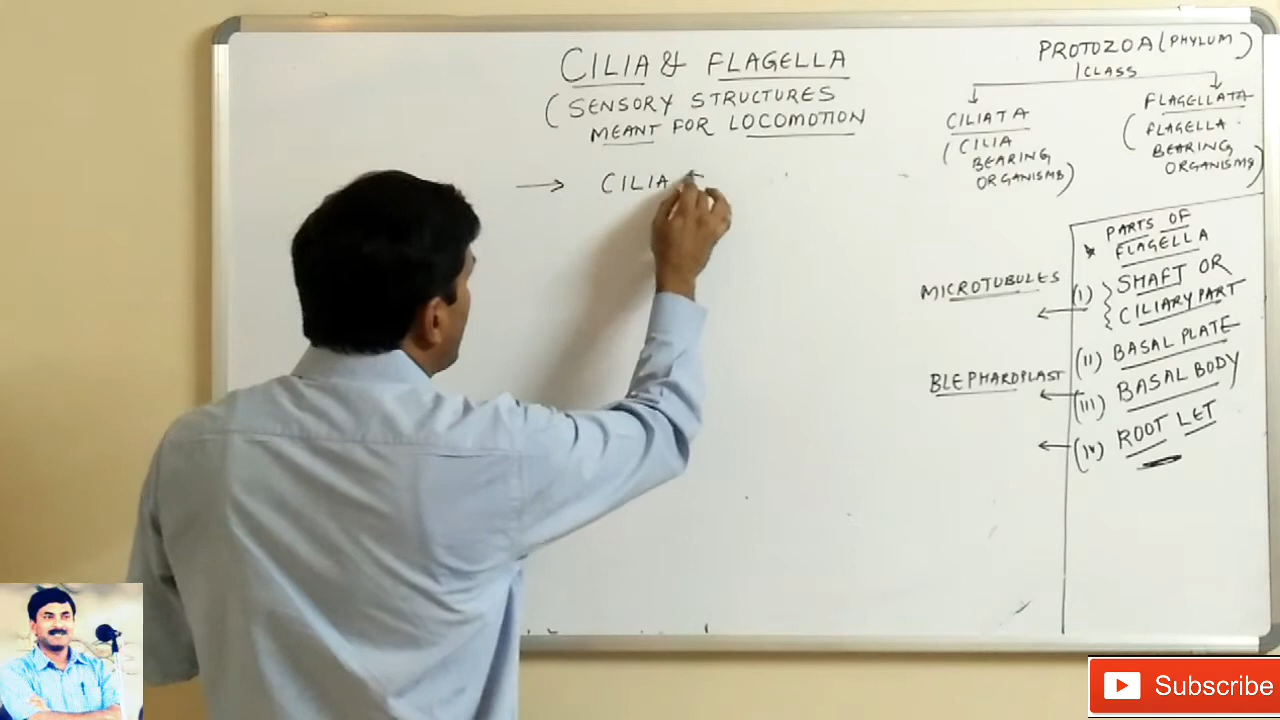 CILIA & FLAGELLA
(SENSORY STRUCTURES
MEANT FOR LOCOMOTION
→ CILIA
PROTOZOA (PHYLUM)
CLASS
CILIATA
(CILIA
BEARING
ORGANISMS)
FLAGELLATA
(FLAGELLA
BEARING
ORGANISMS)
PARTS OF
FLAGELLA
(I) SHAFT OR
CILIARY PART
(II) BASAL PLATE
(III) BASAL BODY
(IV) ROOT LET
MICROTUBULES
BLEPHAROPLAST
Subscribe